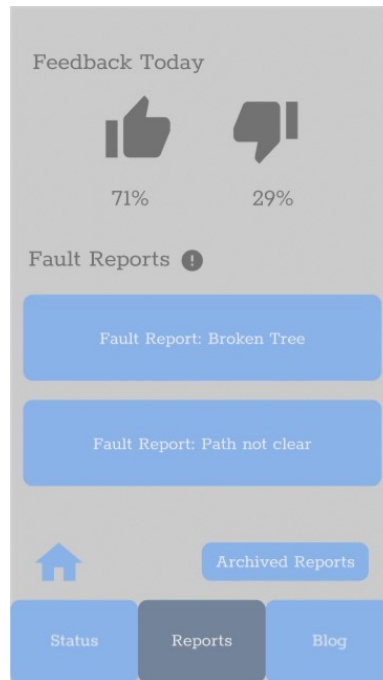 Feedback Today
71% 29%
Fault Reports
Fault Report: Broken Tree
Fault Report: Path not clear
Archived Reports
Status Reports Blog